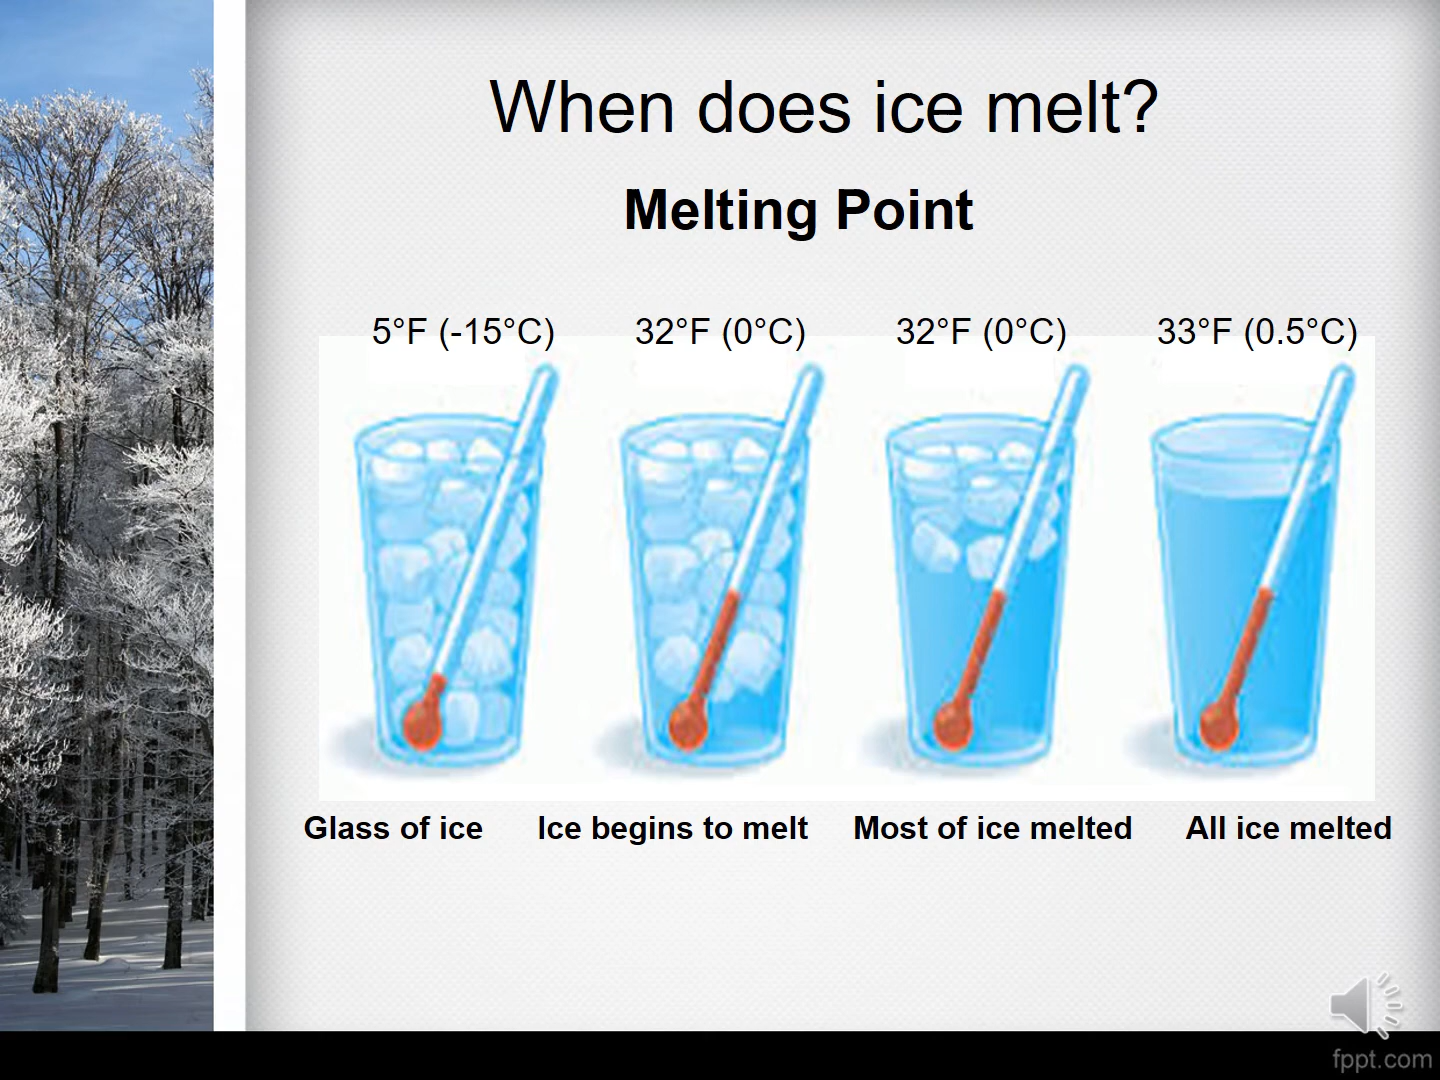 When does ice melt?
Melting Point
5°F (-15°C) 32°F (0°C) 32°F (0°C) 33°F (0.5°C)
Glass of ice Ice begins to melt Most of ice melted All ice melted
fppt.com